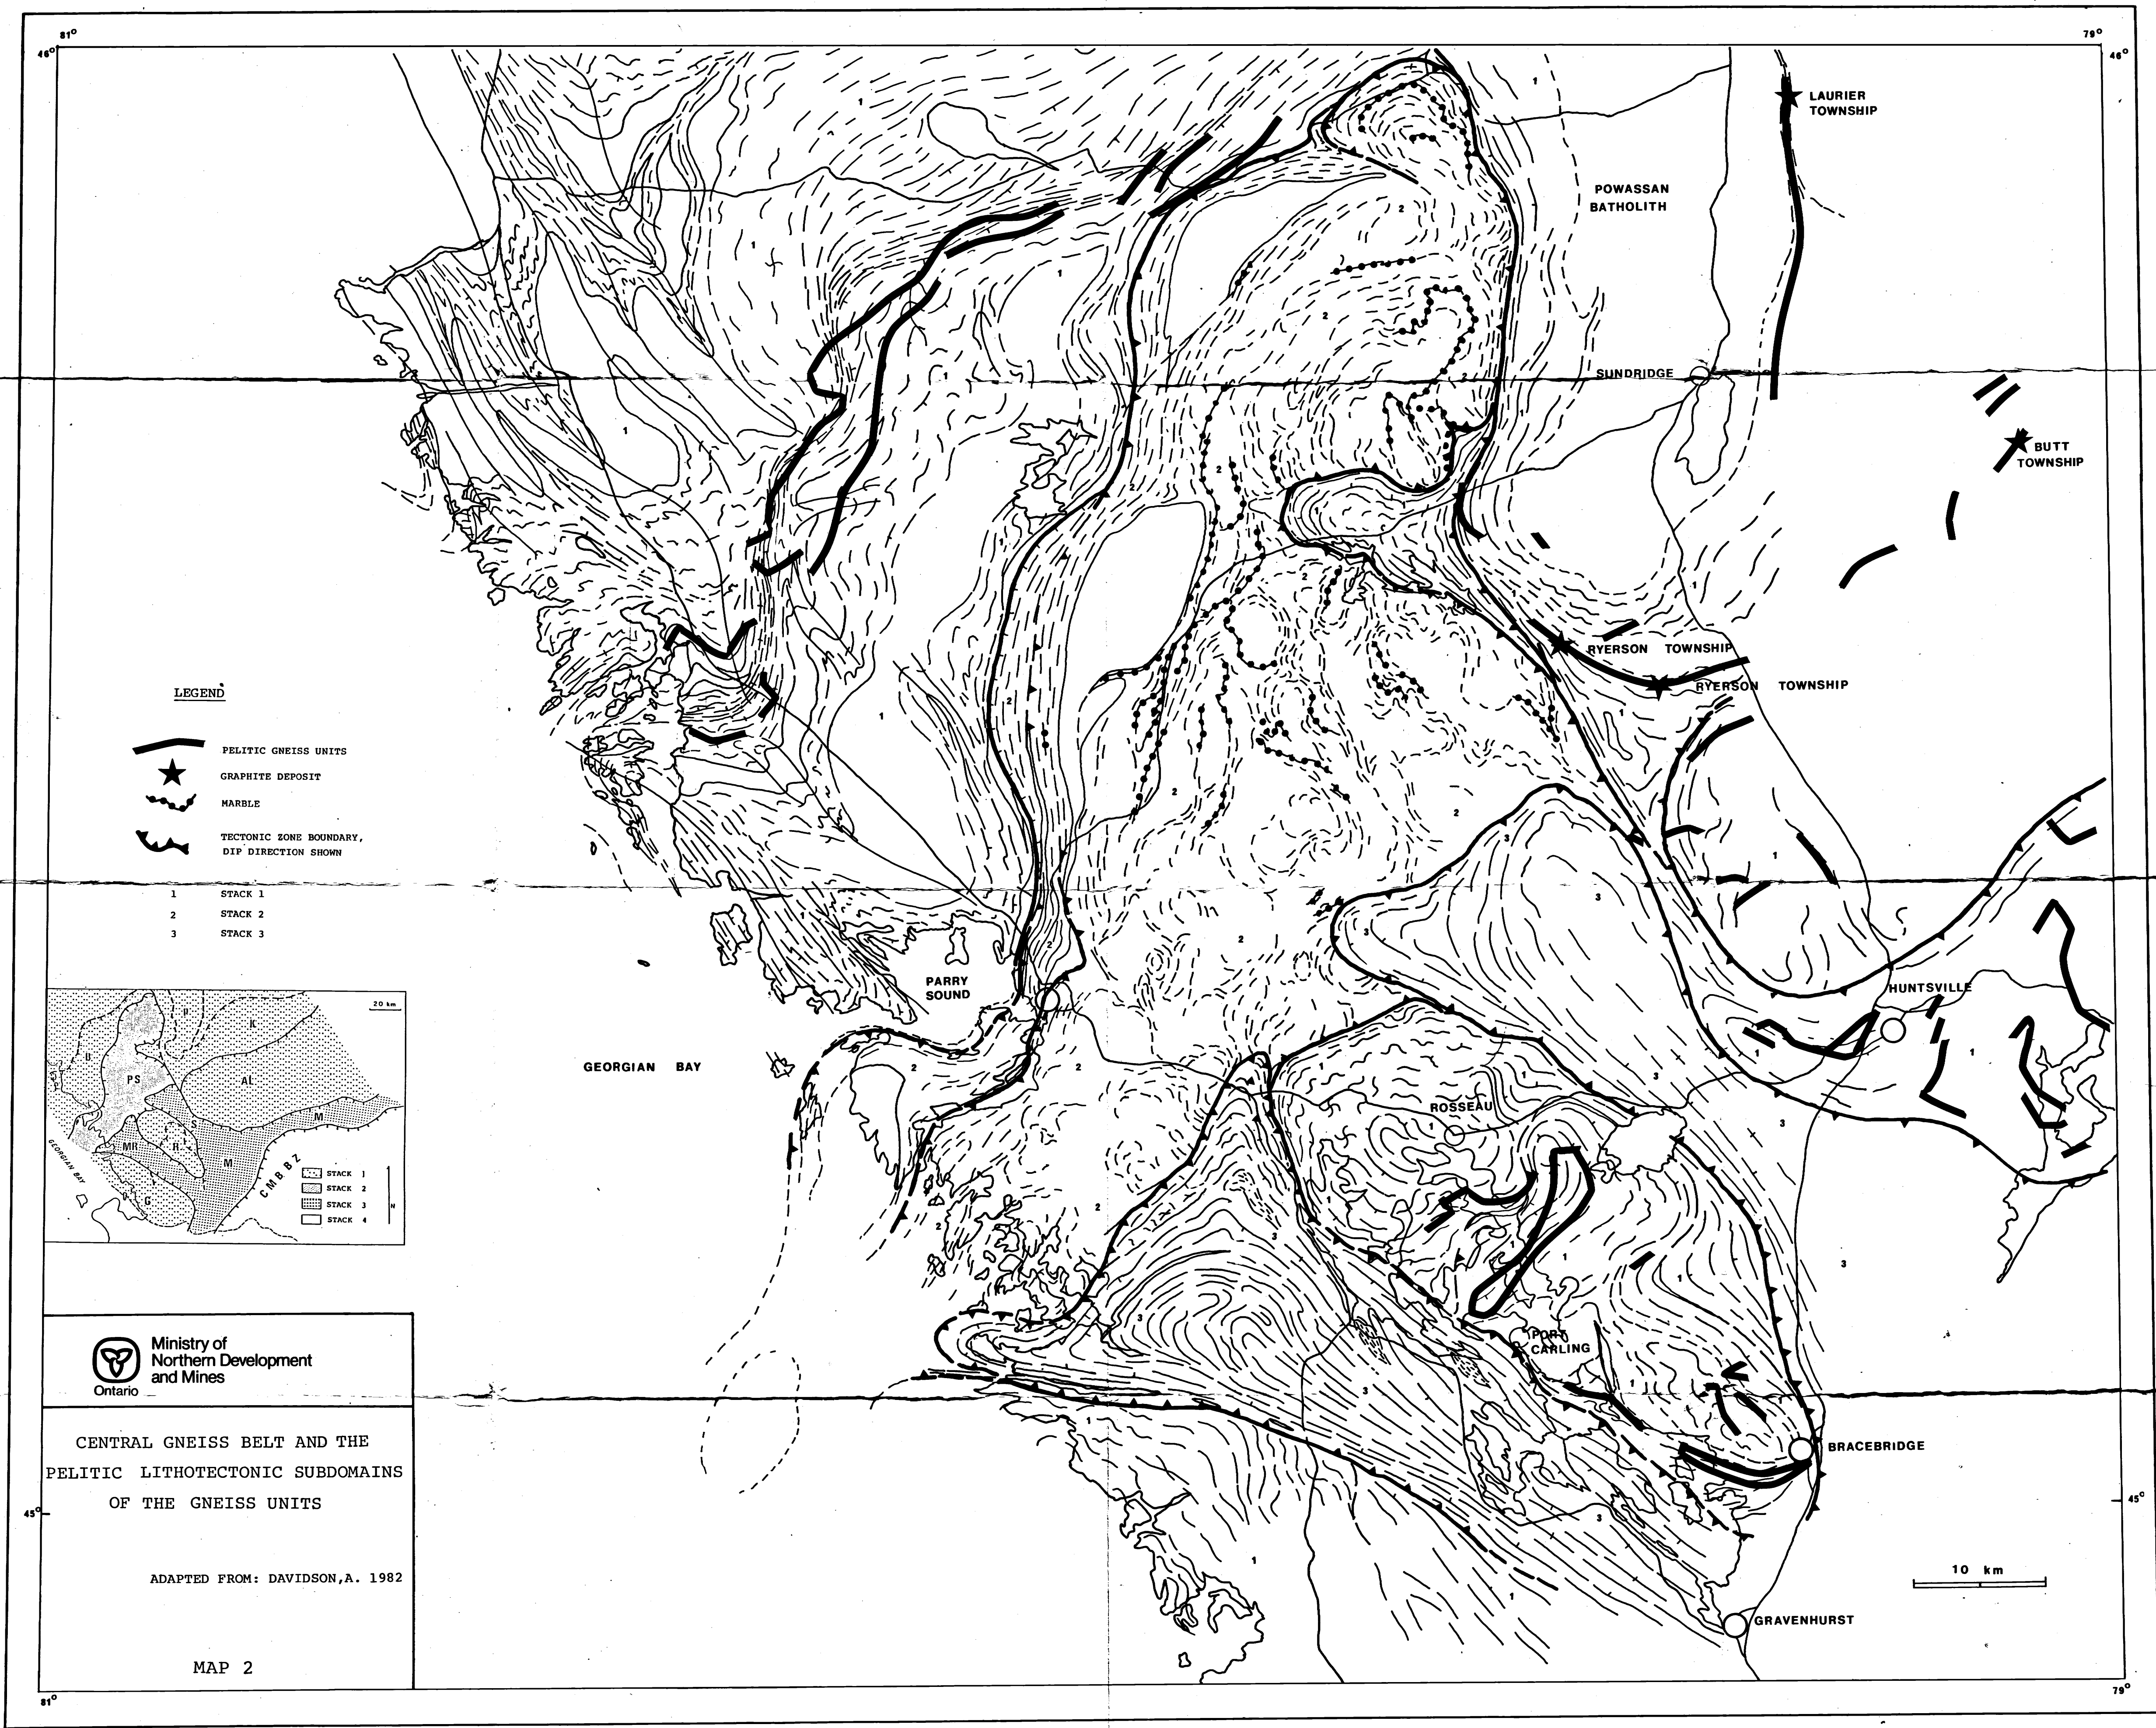 81°
79°
46°
46°
LAURIER
TOWNSHIP
POWASSAN
BATHOLITH
SUNDRIDGE
BUTT
TOWNSHIP
RYERSON TOWNSHIP
RYERSON TOWNSHIP
LEGEND
PELITIC GNEISS UNITS
GRAPHITE DEPOSIT
MARBLE
TECTONIC ZONE BOUNDARY,
DIP DIRECTION SHOWN
1 STACK 1
2 STACK 2
3 STACK 3
PARRY
SOUND
HUNTSVILLE
GEORGIAN BAY
ROSSEAU
PORT
CARLING
BRACEBRIDGE
GRAVENHURST
10 km
20 km
P
K
U
PS
AL
M
S
MR
R
M
G
GEORGIAN BAY
CMBBZ
STACK 1
STACK 2
STACK 3
STACK 4
N
Ontario
Ministry of
Northern Development
and Mines
CENTRAL GNEISS BELT AND THE
PELITIC LITHOTECTONIC SUBDOMAINS
OF THE GNEISS UNITS
ADAPTED FROM: DAVIDSON,A. 1982
MAP 2
45°
45°
81°
79°